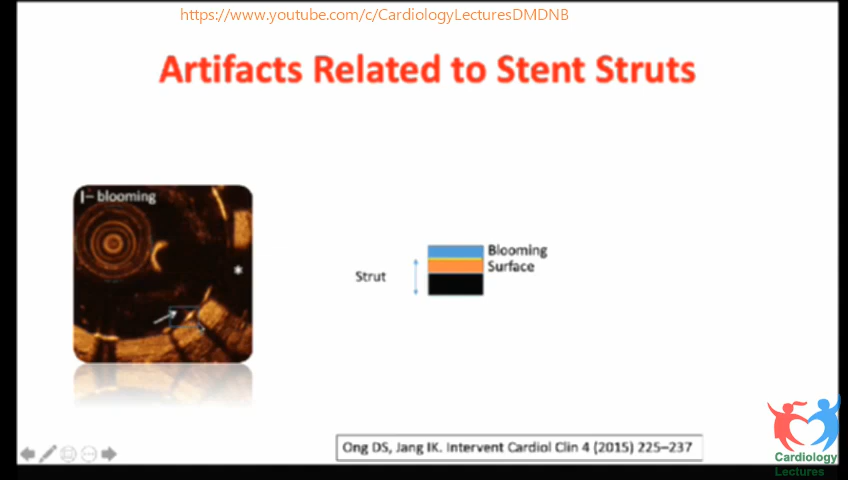 https://www.youtube.com/c/CardiologyLecturesDMDNB
Artifacts Related to Stent Struts
I– blooming
*
Strut
Blooming
Surface
Ong DS, Jang IK. Intervent Cardiol Clin 4 (2015) 225–237
Cardiology
Lectures